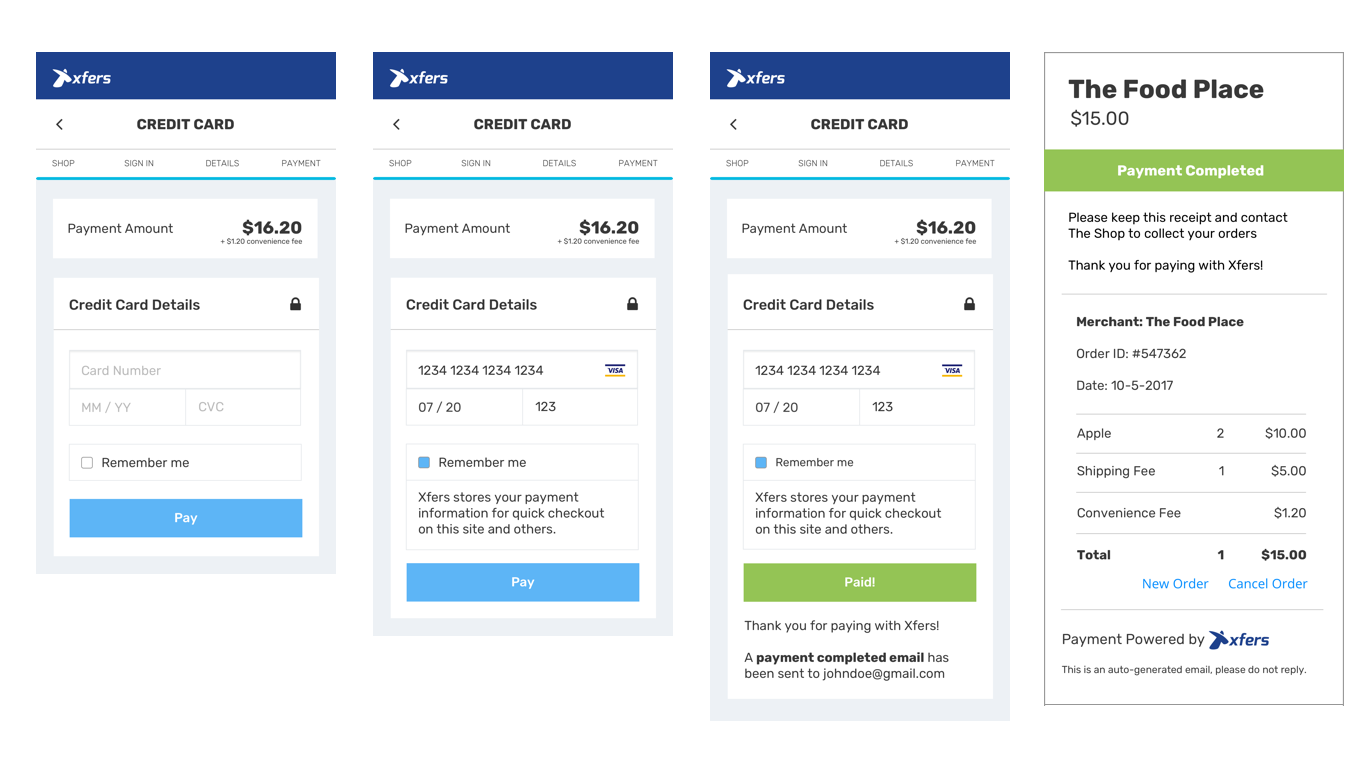 xfers
CREDIT CARD
SHOP SIGN IN DETAILS PAYMENT
Payment Amount $16.20
+ $1.20 convenience fee
Credit Card Details
Card Number
MM / YY CVC
Remember me
Pay
xfers
CREDIT CARD
SHOP SIGN IN DETAILS PAYMENT
Payment Amount $16.20
+ $1.20 convenience fee
Credit Card Details
1234 1234 1234 1234 VISA
07 / 20 123
Remember me
Xfers stores your payment
information for quick checkout
on this site and others.
Pay
xfers
CREDIT CARD
SHOP SIGN IN DETAILS PAYMENT
Payment Amount $16.20
+ $1.20 convenience fee
Credit Card Details
1234 1234 1234 1234 VISA
07 / 20 123
Remember me
Xfers stores your payment
information for quick checkout
on this site and others.
Paid!
Thank you for paying with Xfers!
A payment completed email has
been sent to johndoe@gmail.com
The Food Place
$15.00
Payment Completed
Please keep this receipt and contact
The Shop to collect your orders
Thank you for paying with Xfers!
Merchant: The Food Place
Order ID: #547362
Date: 10-5-2017
Apple 2 $10.00
Shipping Fee 1 $5.00
Convenience Fee $1.20
Total 1 $15.00
New Order Cancel Order
Payment Powered by xfers
This is an auto-generated email, please do not reply.